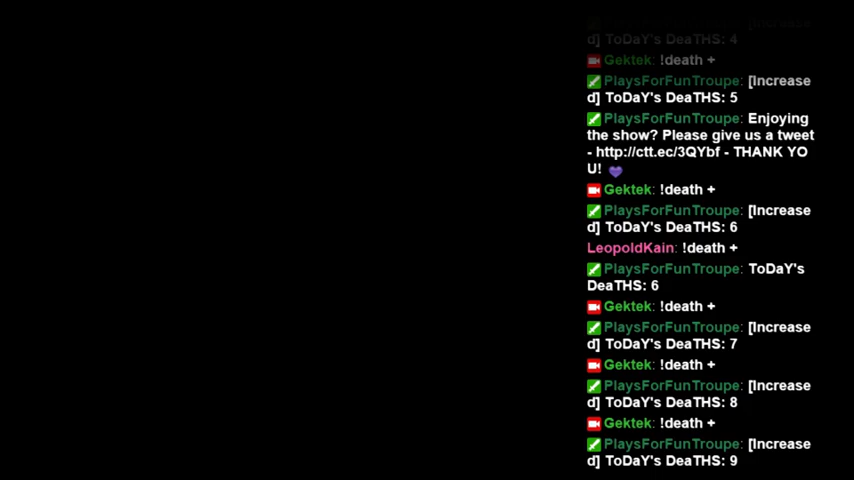 [Increase
d] ToDaY's DeaTHS: 4
Gektek: !death +
PlaysForFunTroupe: [Increase
d] ToDaY's DeaTHS: 5
PlaysForFunTroupe: Enjoying
the show? Please give us a tweet
- http://ctt.ec/3QYbf - THANK YO
U!
Gektek: !death +
PlaysForFunTroupe: [Increase
d] ToDaY's DeaTHS: 6
LeopoldKain: !death +
PlaysForFunTroupe: ToDaY's
DeaTHS: 6
Gektek: !death +
PlaysForFunTroupe: [Increase
d] ToDaY's DeaTHS: 7
Gektek: !death +
PlaysForFunTroupe: [Increase
d] ToDaY's DeaTHS: 8
Gektek: !death +
PlaysForFunTroupe: [Increase
d] ToDaY's DeaTHS: 9